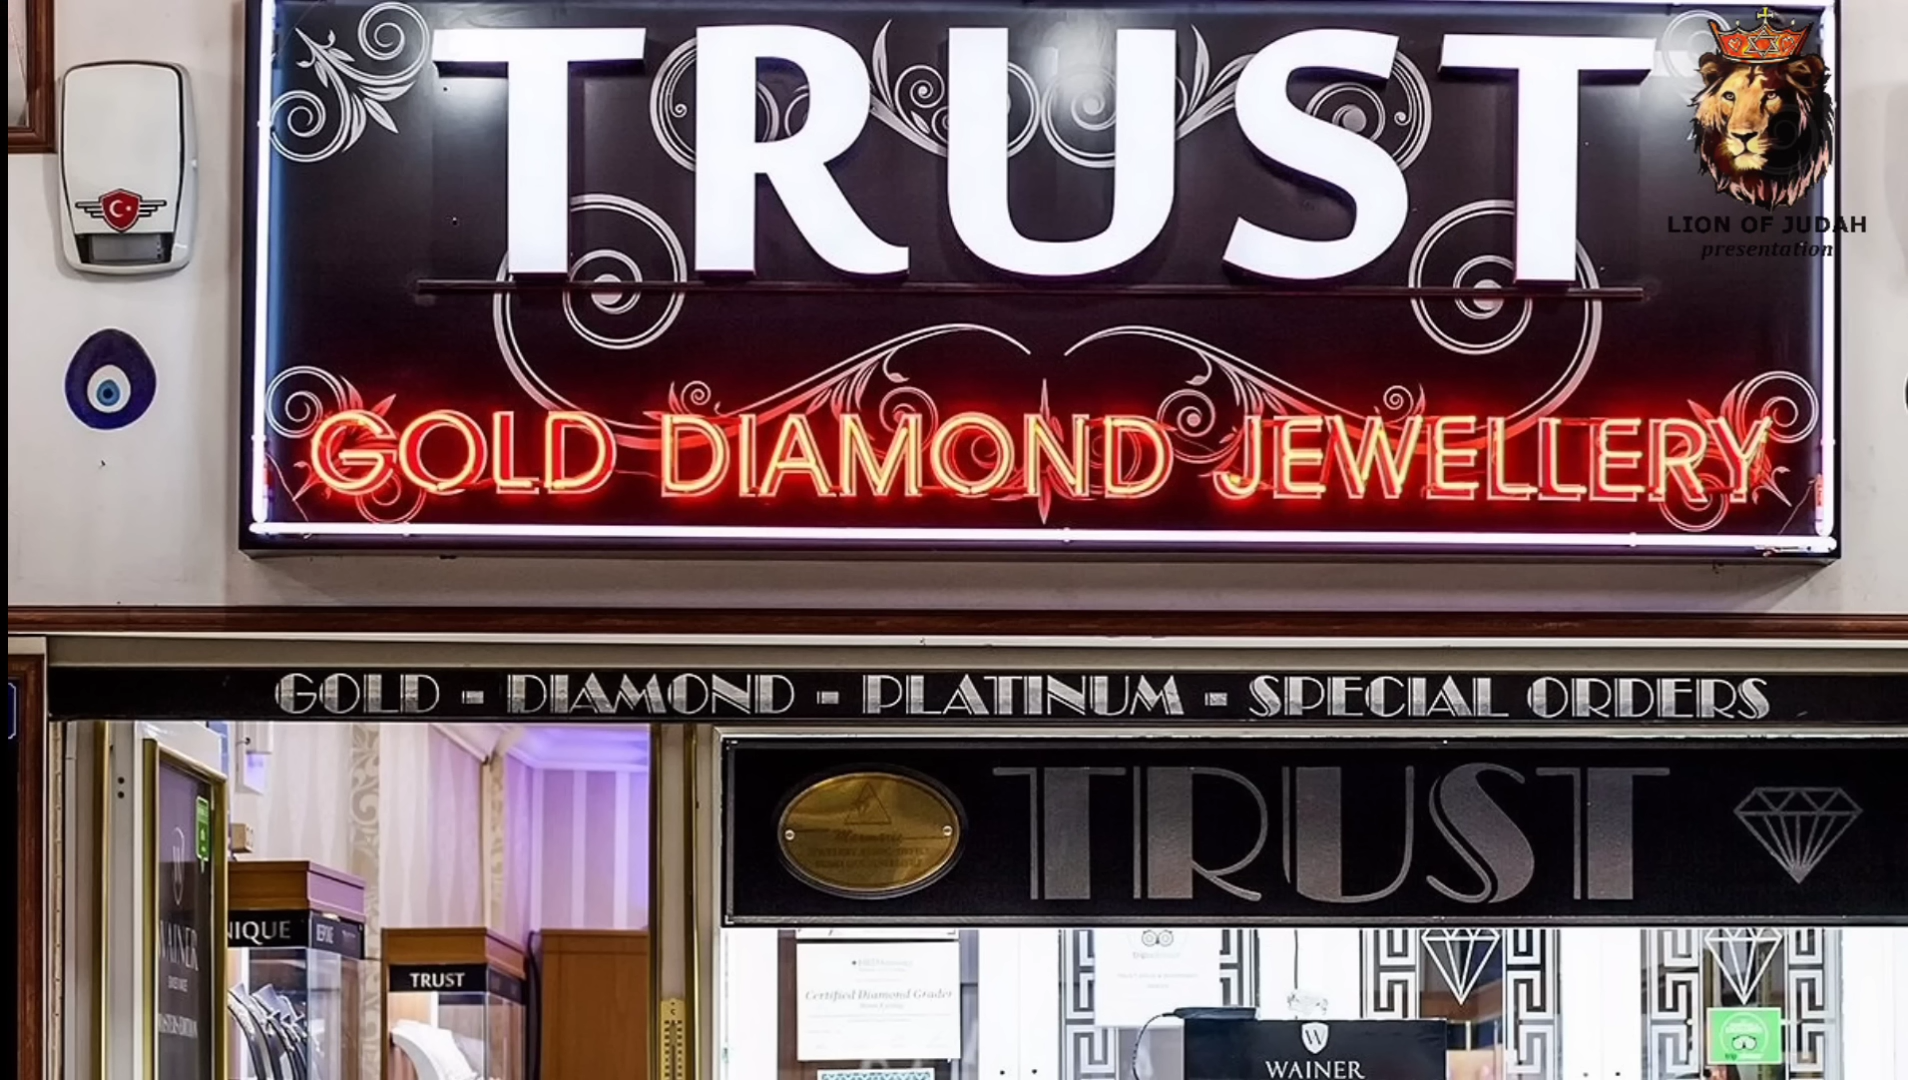 TRUST
LION OF JUDAH
presentation
GOLD DIAMOND JEWELLERY
GOLD - DIAMOND - PLATINUM - SPECIAL ORDERS
TRUST
WAINER
NIQUE
TRUST
Certified Diamond Grader
W
WAINER